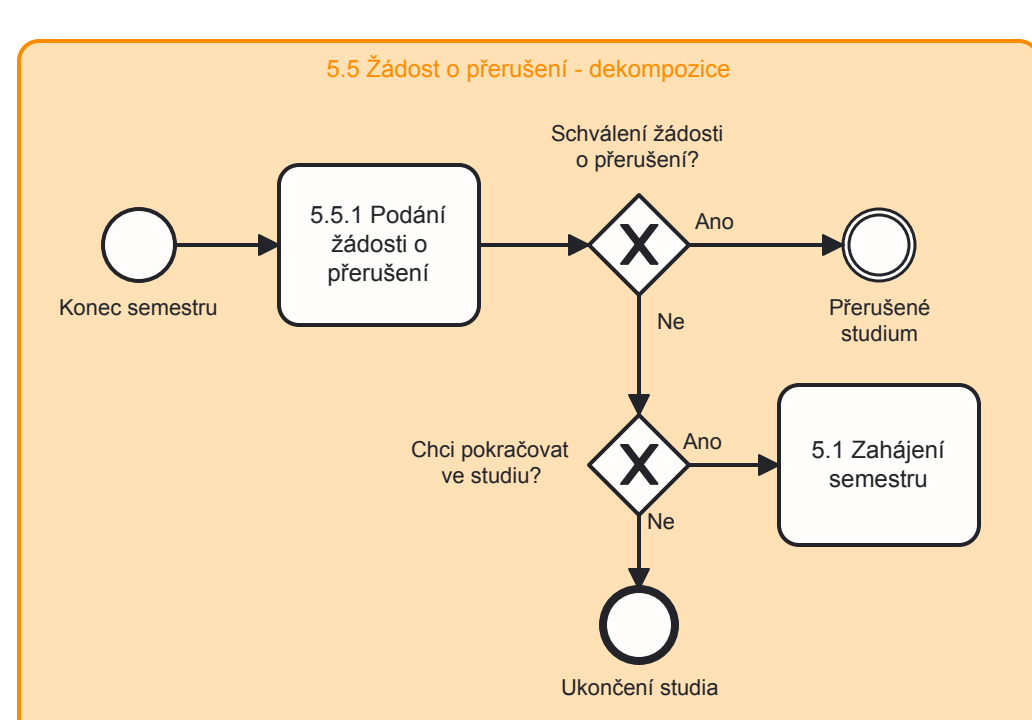 5.5 Žádost o přerušení - dekompozice
Schválení žádosti
o přerušení?
5.5.1 Podání
žádosti o
přerušení
X
Ano
Konec semestru
Ne
Přerušené
studium
Chci pokračovat
ve studiu?
X
Ano
5.1 Zahájení
semestru
Ne
Ukončení studia